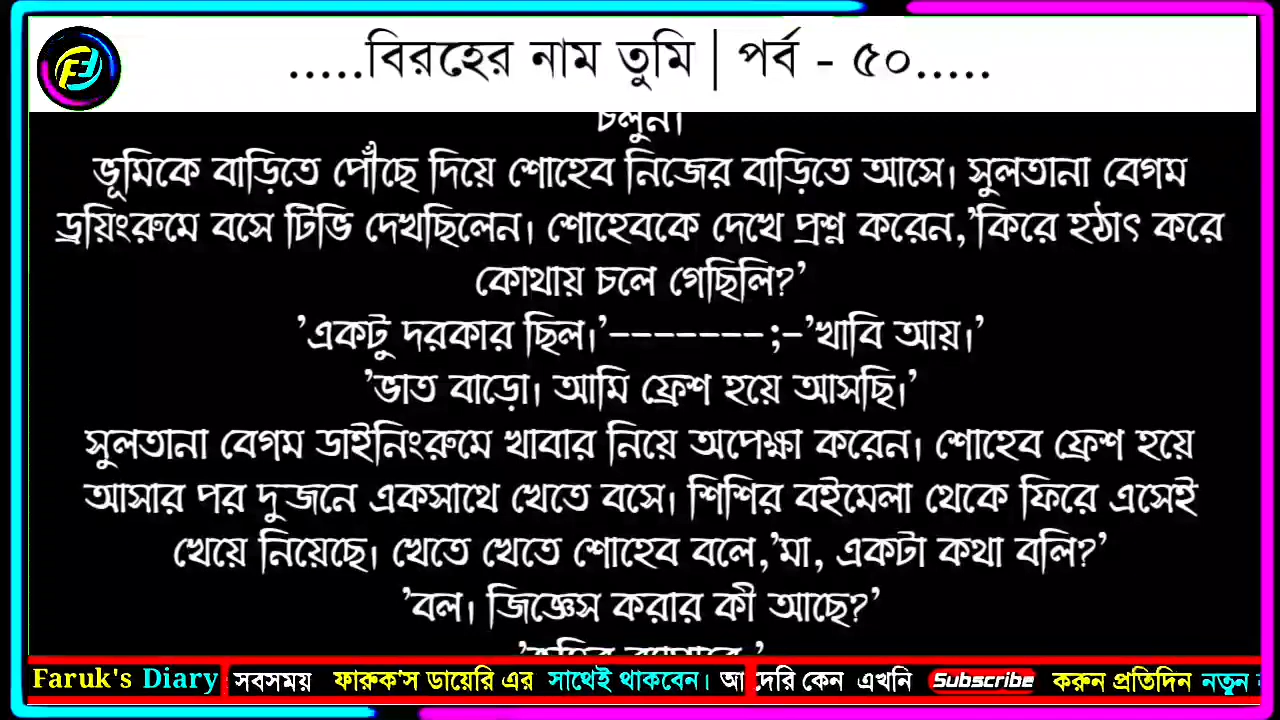 .....বিরহের নাম তুমি | পর্ব - ৫০.....
চলুন।
ভূমিকে বাড়িতে পৌঁছে দিয়ে শোহেব নিজের বাড়িতে আসে। সুলতানা বেগম
ড্রয়িংরুমে বসে টিভি দেখছিলেন। শোহেবকে দেখে প্রশ্ন করেন,'কিরে হঠাৎ করে
কোথায় চলে গেছিলি?'
'একটু দরকার ছিল।'-------;-'খাবি আয়।'
'ভাত বাড়ো। আমি ফ্রেশ হয়ে আসছি।'
সুলতানা বেগম ডাইনিংরুমে খাবার নিয়ে অপেক্ষা করেন। শোহেব ফ্রেশ হয়ে
আসার পর দুজনে একসাথে খেতে বসে। শিশির বইমেলা থেকে ফিরে এসেই
খেয়ে নিয়েছে। খেতে খেতে শোহেব বলে,'মা, একটা কথা বলি?'
'বল। জিজ্ঞেস করার কী আছে?'
Faruk's Diary সবসময় ফারুক'স ডায়েরি এর সাথেই থাকবেন। আ দেরি কেন এখনি Subscribe করুন প্রতিদিন নতুন